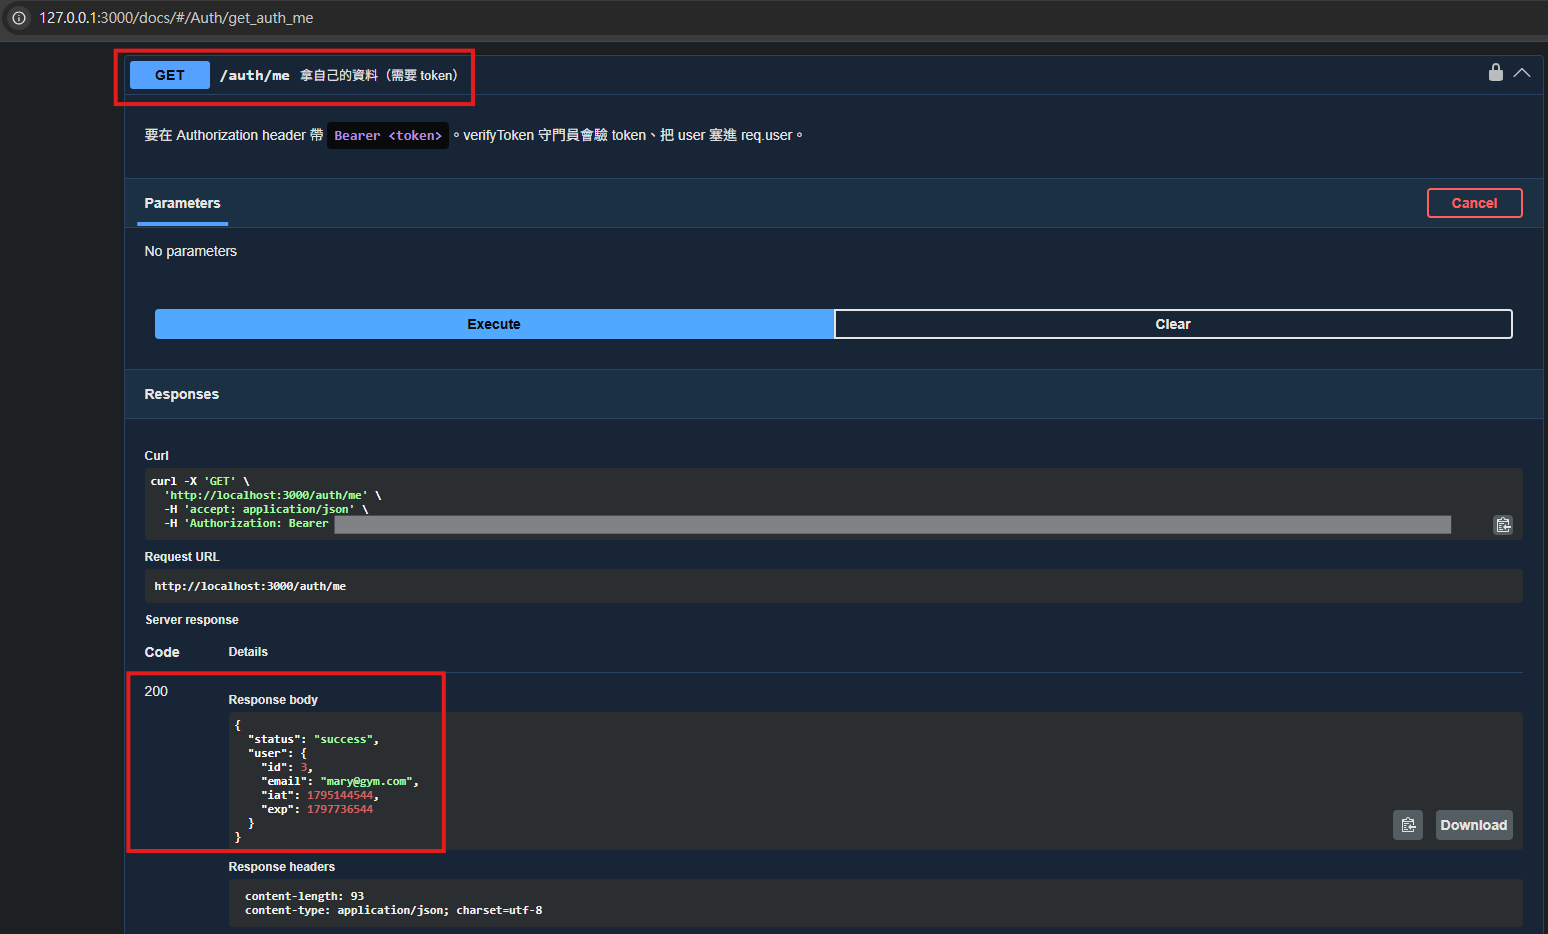 127.0.0.1:3000/docs/#/Auth/get_auth_me
GET /auth/me 拿自己的資料（需要 token）
要在 Authorization header 帶 Bearer <token> 。verifyToken 守門員會驗 token、把 user 塞進 req.user。
Parameters
Cancel
No parameters
Execute
Clear
Responses
Curl
curl -X 'GET' \
'http://localhost:3000/auth/me' \
-H 'accept: application/json' \
-H 'Authorization: Bearer
Request URL
http://localhost:3000/auth/me
Server response
Code Details
200
Response body
{
"status": "success",
"user": {
"id": 3,
"email": "mary@gym.com",
"iat": 1795144544,
"exp": 1797736544
}
}
Download
Response headers
content-length: 93
content-type: application/json; charset=utf-8